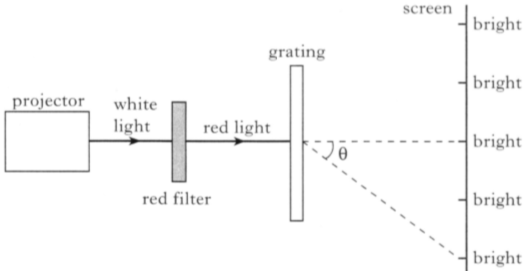 screen
bright
grating
bright
projector
white
light
red light
bright
θ
red filter
bright
bright